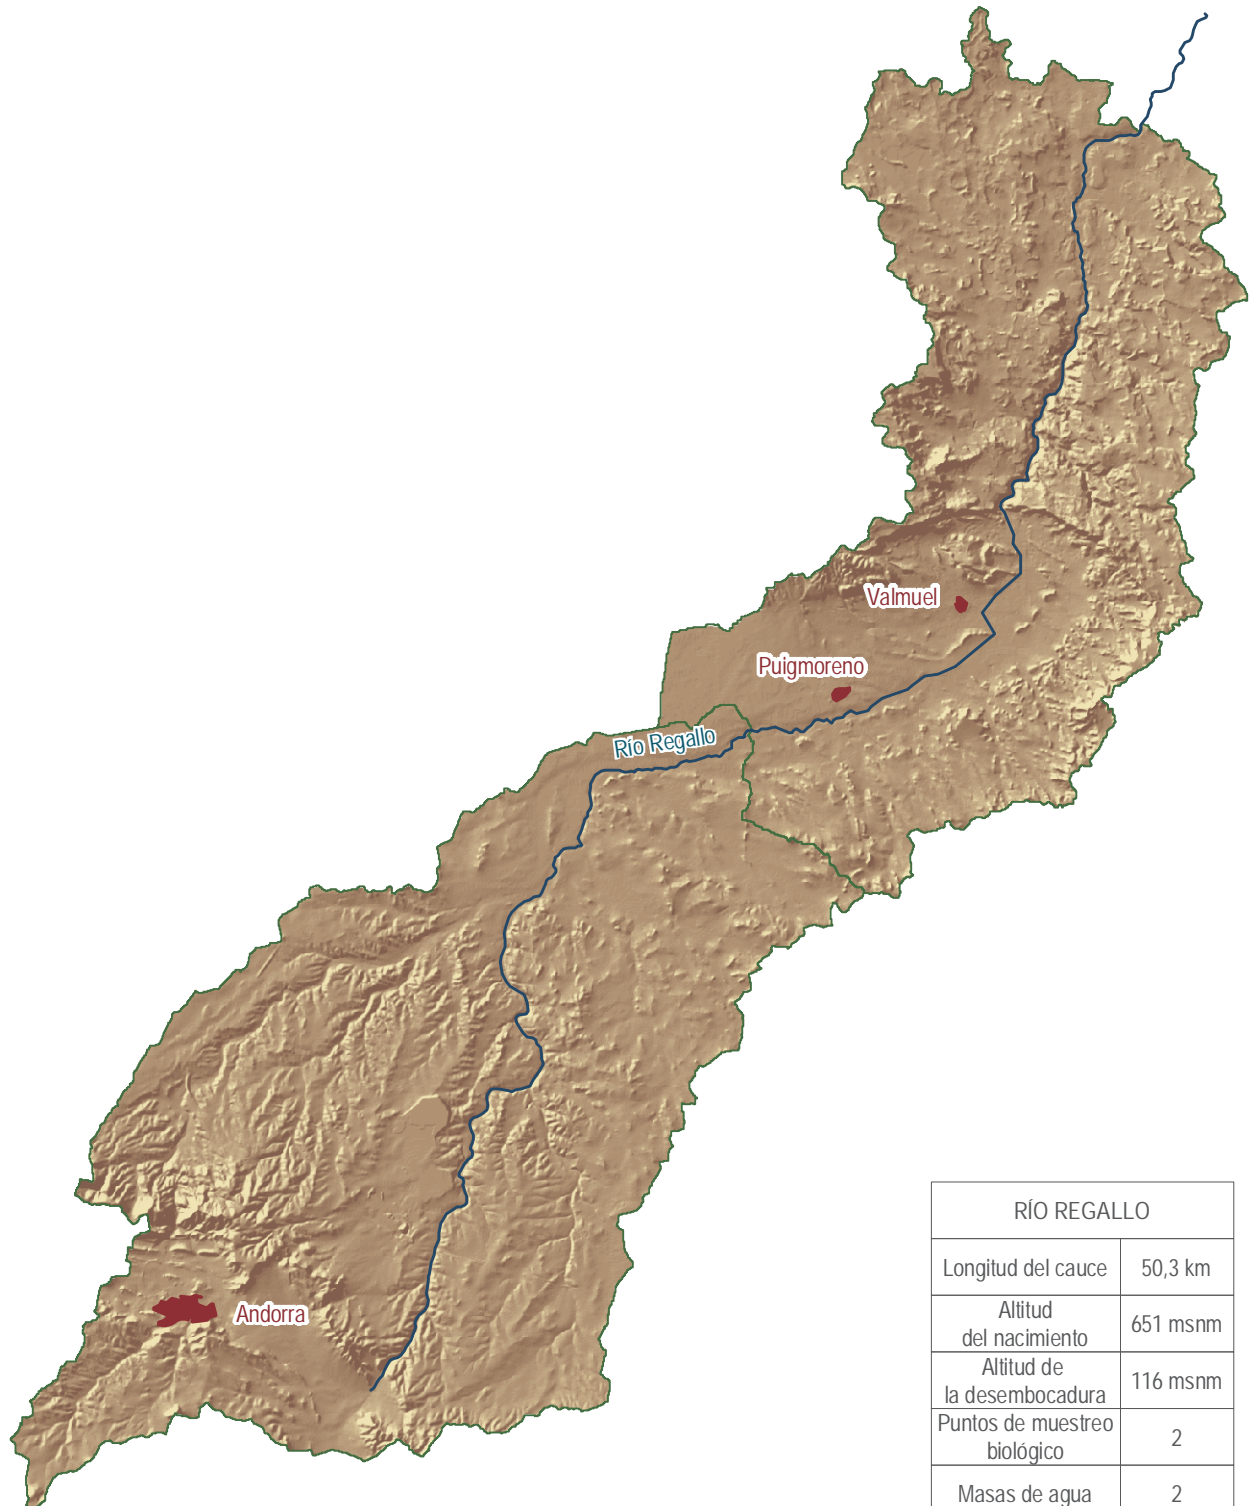 Valmuel
Puigmoreno
Río Regallo
Andorra
RÍO REGALLO
Longitud del cauce 50,3 km
Altitud
del nacimiento 651 msnm
Altitud de
la desembocadura 116 msnm
Puntos de muestreo
biológico 2
Masas de agua 2